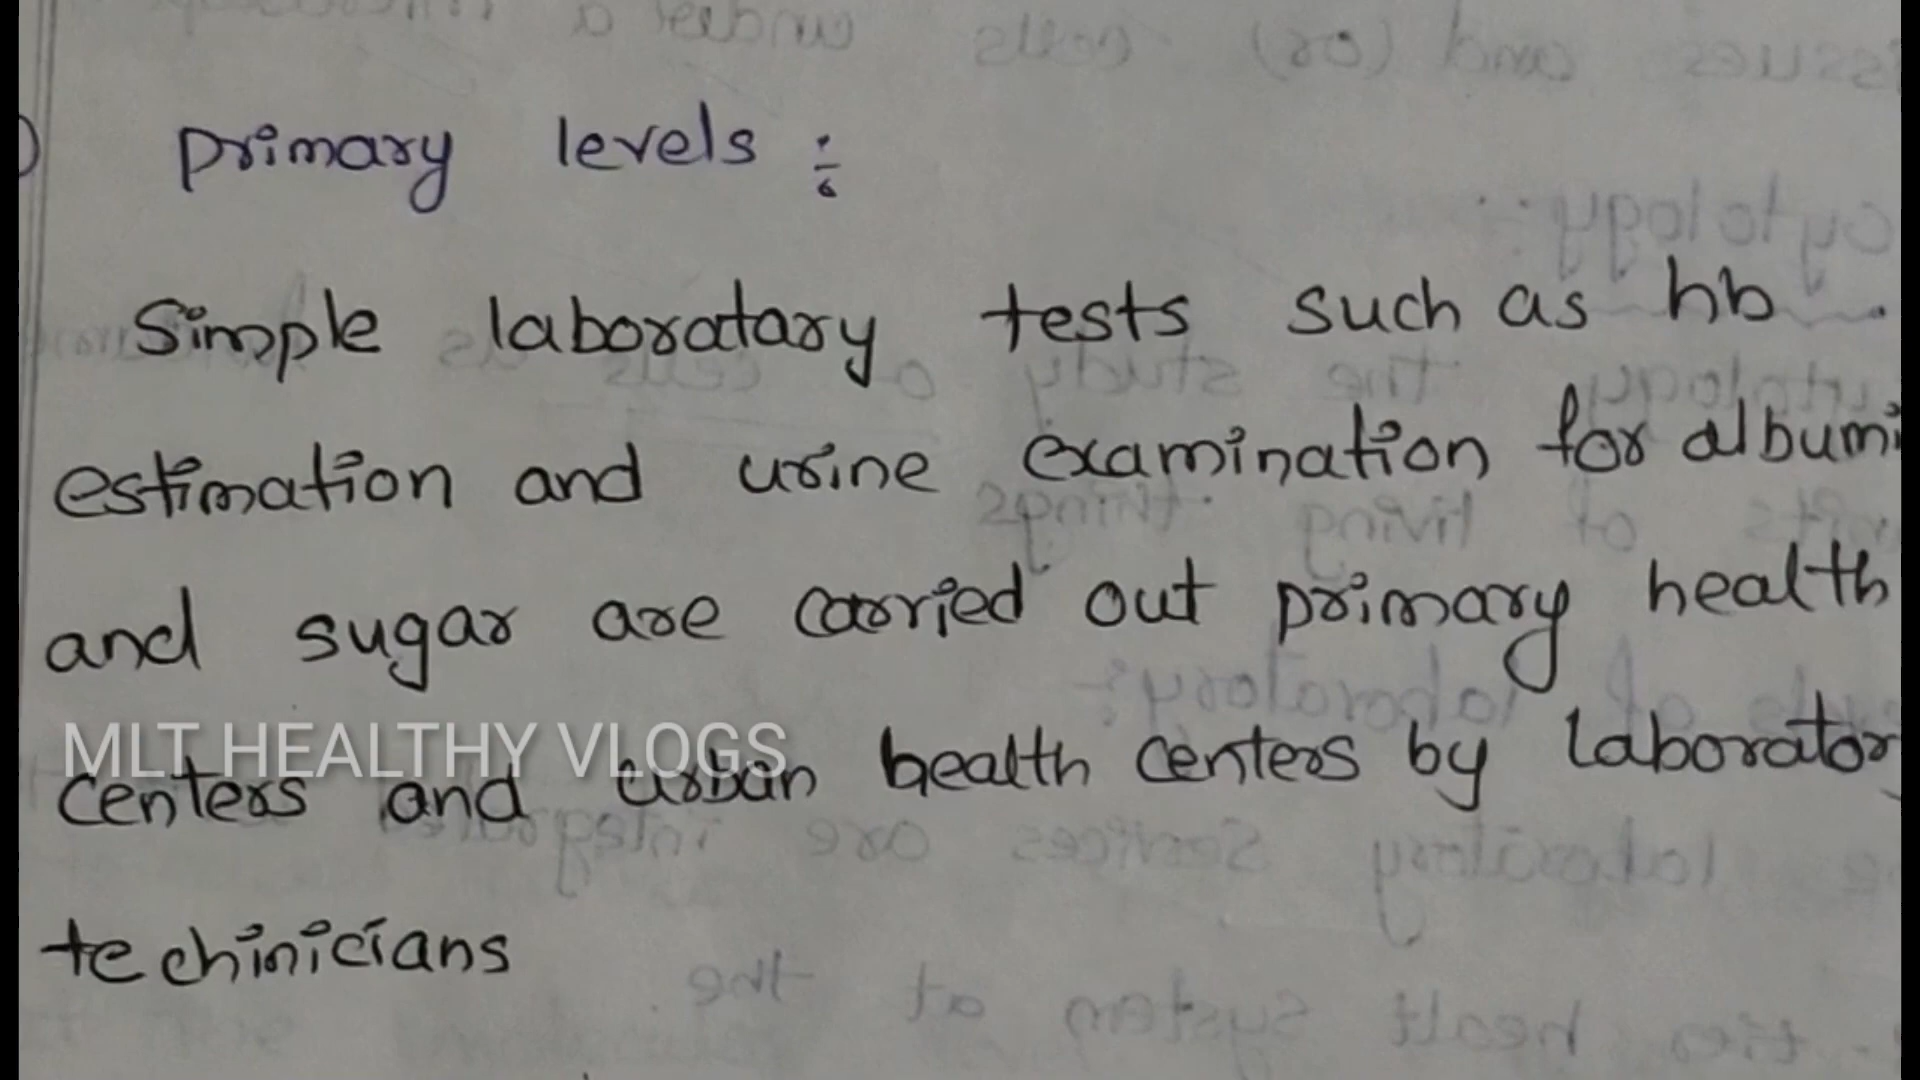 primary levels :
Simple laboratary tests such as hb
estimation and urine examination for albumi
and sugar are carried out primary health
MLT HEALTHY VLOGS
centers and urban health centers by laborator
techinicians